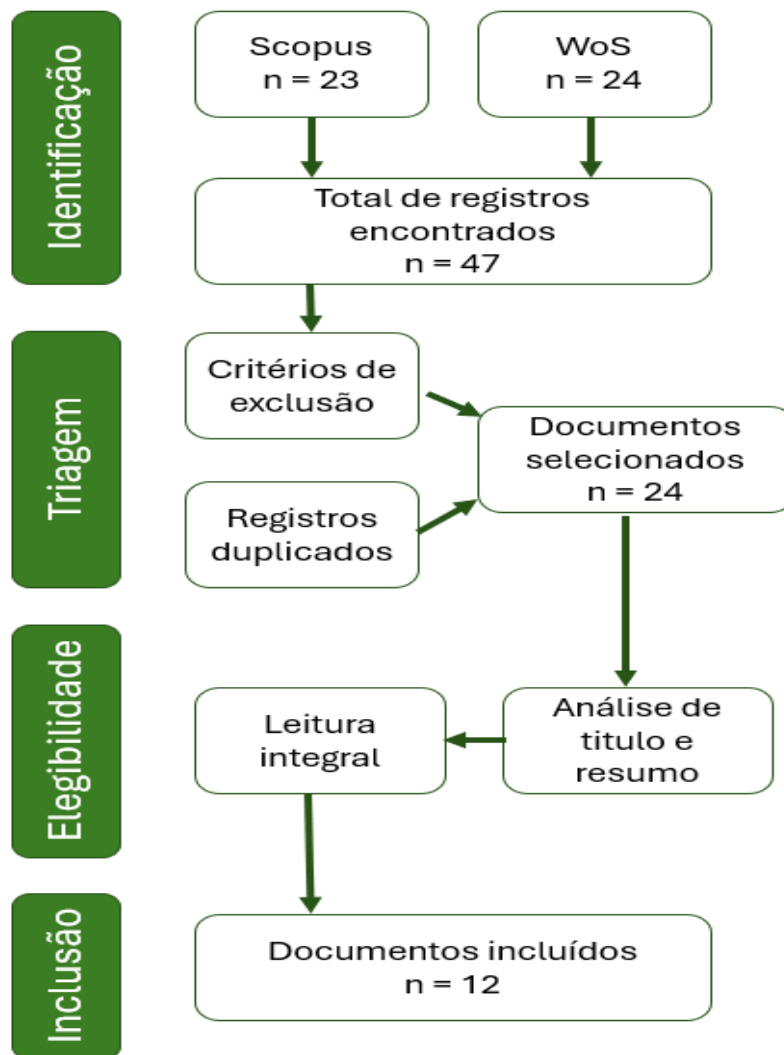 Identificação
Scopus
n = 23
WoS
n = 24
Total de registros
encontrados
n = 47
Triagem
Critérios de
exclusão
Registros
duplicados
Documentos
selecionados
n = 24
Elegibilidade
Leitura
integral
Análise de
titulo e
resumo
Inclusão
Documentos incluídos
n = 12